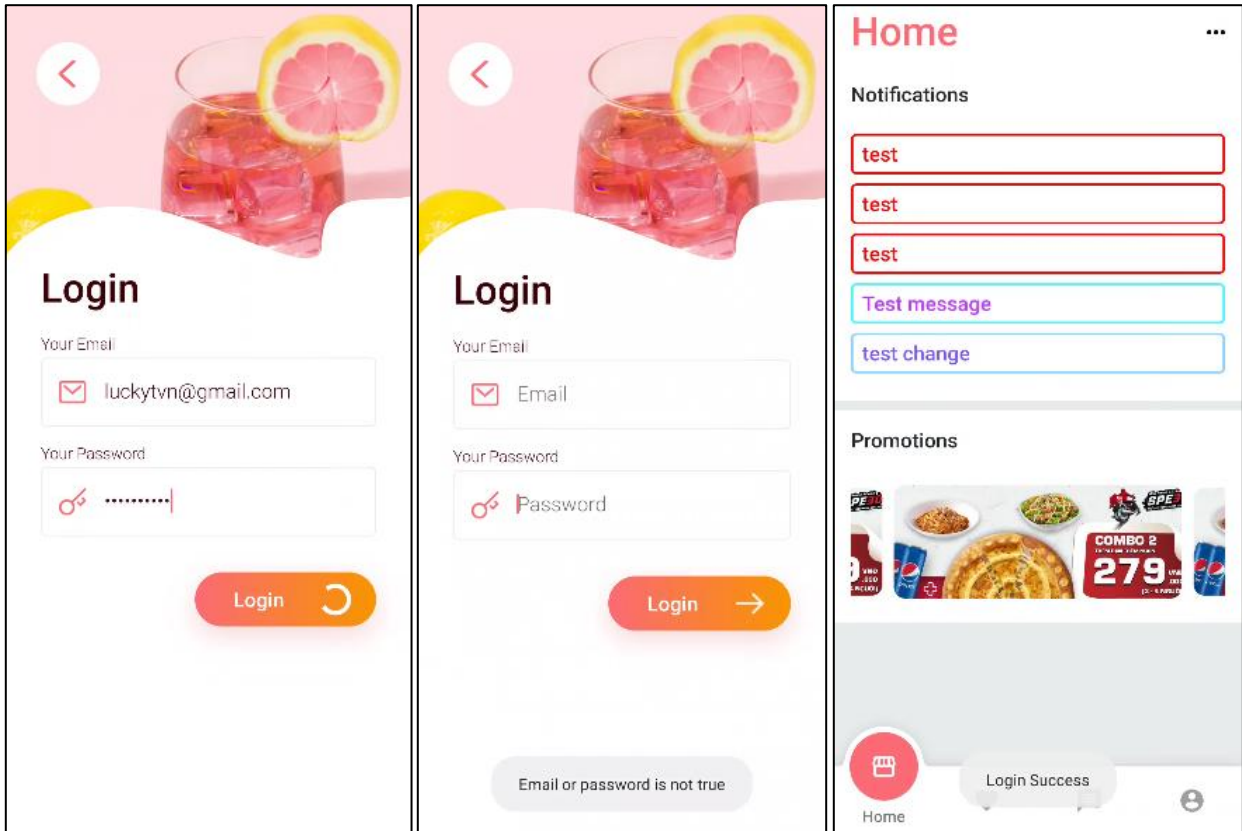 Login
Your Email
luckytvn@gmail.com
Your Password
Login
Login
Your Email
Email
Your Password
Password
Login
Email or password is not true
Home
Notifications
test
test
test
Test message
test change
Promotions
COMBO 2
279
Home
Login Success